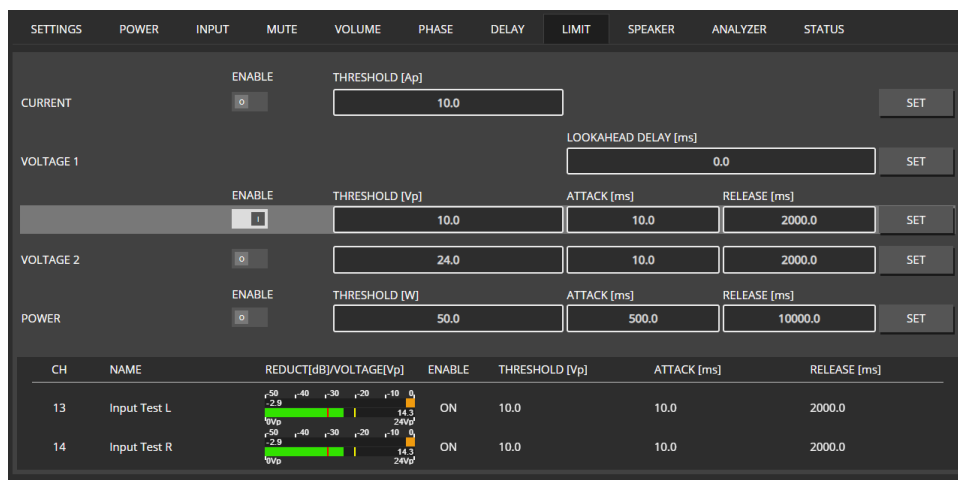 SETTINGS POWER INPUT MUTE VOLUME PHASE DELAY LIMIT SPEAKER ANALYZER STATUS
ENABLE THRESHOLD [Ap]
CURRENT O 10.0 SET
LOOKAHEAD DELAY [ms]
VOLTAGE 1 0.0 SET
ENABLE THRESHOLD [Vp] ATTACK [ms] RELEASE [ms]
I 10.0 10.0 2000.0 SET
VOLTAGE 2 O 24.0 10.0 2000.0 SET
ENABLE THRESHOLD [W] ATTACK [ms] RELEASE [ms]
POWER O 50.0 500.0 10000.0 SET
CH NAME REDUCT[dB]/VOLTAGE[Vp] ENABLE THRESHOLD [Vp] ATTACK [ms] RELEASE [ms]
-50 -40 -30 -20 -10 0
-2.9
13 Input Test L 14.3 ON 10.0 10.0 2000.0
0Vp 24Vp
-50 -40 -30 -20 -10 0
-2.9
14 Input Test R 14.3 ON 10.0 10.0 2000.0
0Vp 24Vp